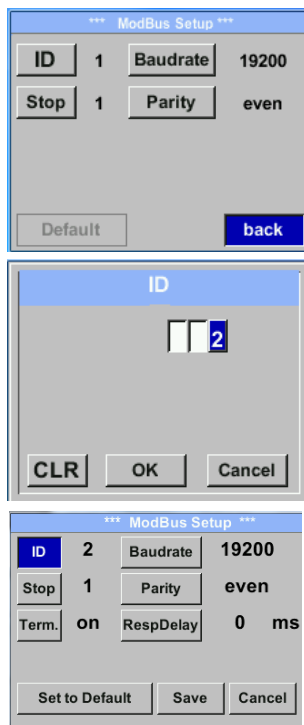 *** ModBus Setup ***
ID 1 Baudrate 19200
Stop 1 Parity even
Default back
ID
2
CLR OK Cancel
*** ModBus Setup ***
ID 2 Baudrate 19200
Stop 1 Parity even
Term. on RespDelay 0 ms
Set to Default Save Cancel